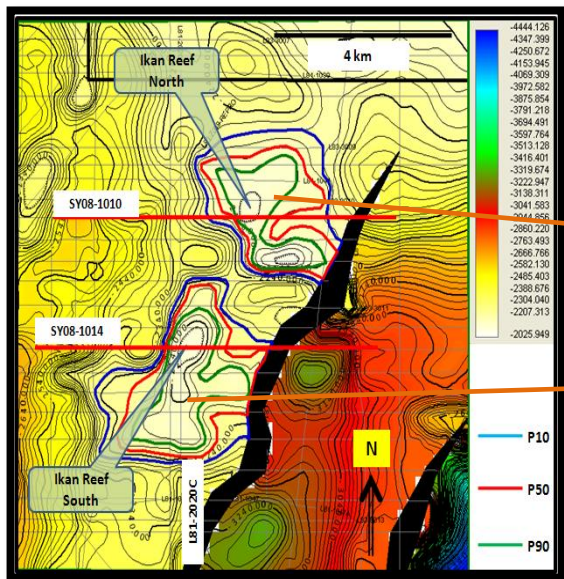 Ikan Reef
North
4 km
SY08-1010
SY08-1014
Ikan Reef
South
L81-2020C
N
-4444.126
-4347.399
-4250.672
-4153.945
-4069.309
-3972.582
-3875.854
-3791.218
-3694.491
-3597.764
-3513.128
-3416.401
-3319.674
-3222.947
-3138.311
-3041.583
-2944.856
-2860.220
-2763.493
-2666.766
-2582.130
-2485.403
-2388.676
-2304.040
-2207.313
-2025.949
P10
P50
P90